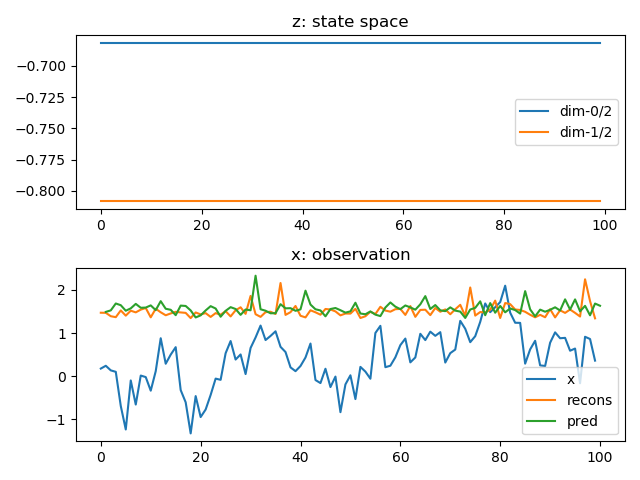 z: state space
−0.700
−0.725
−0.750
−0.775
−0.800
dim-0/2
dim-1/2
0 20 40 60 80 100
x: observation
2
1
0
−1
x
recons
pred
0 20 40 60 80 100